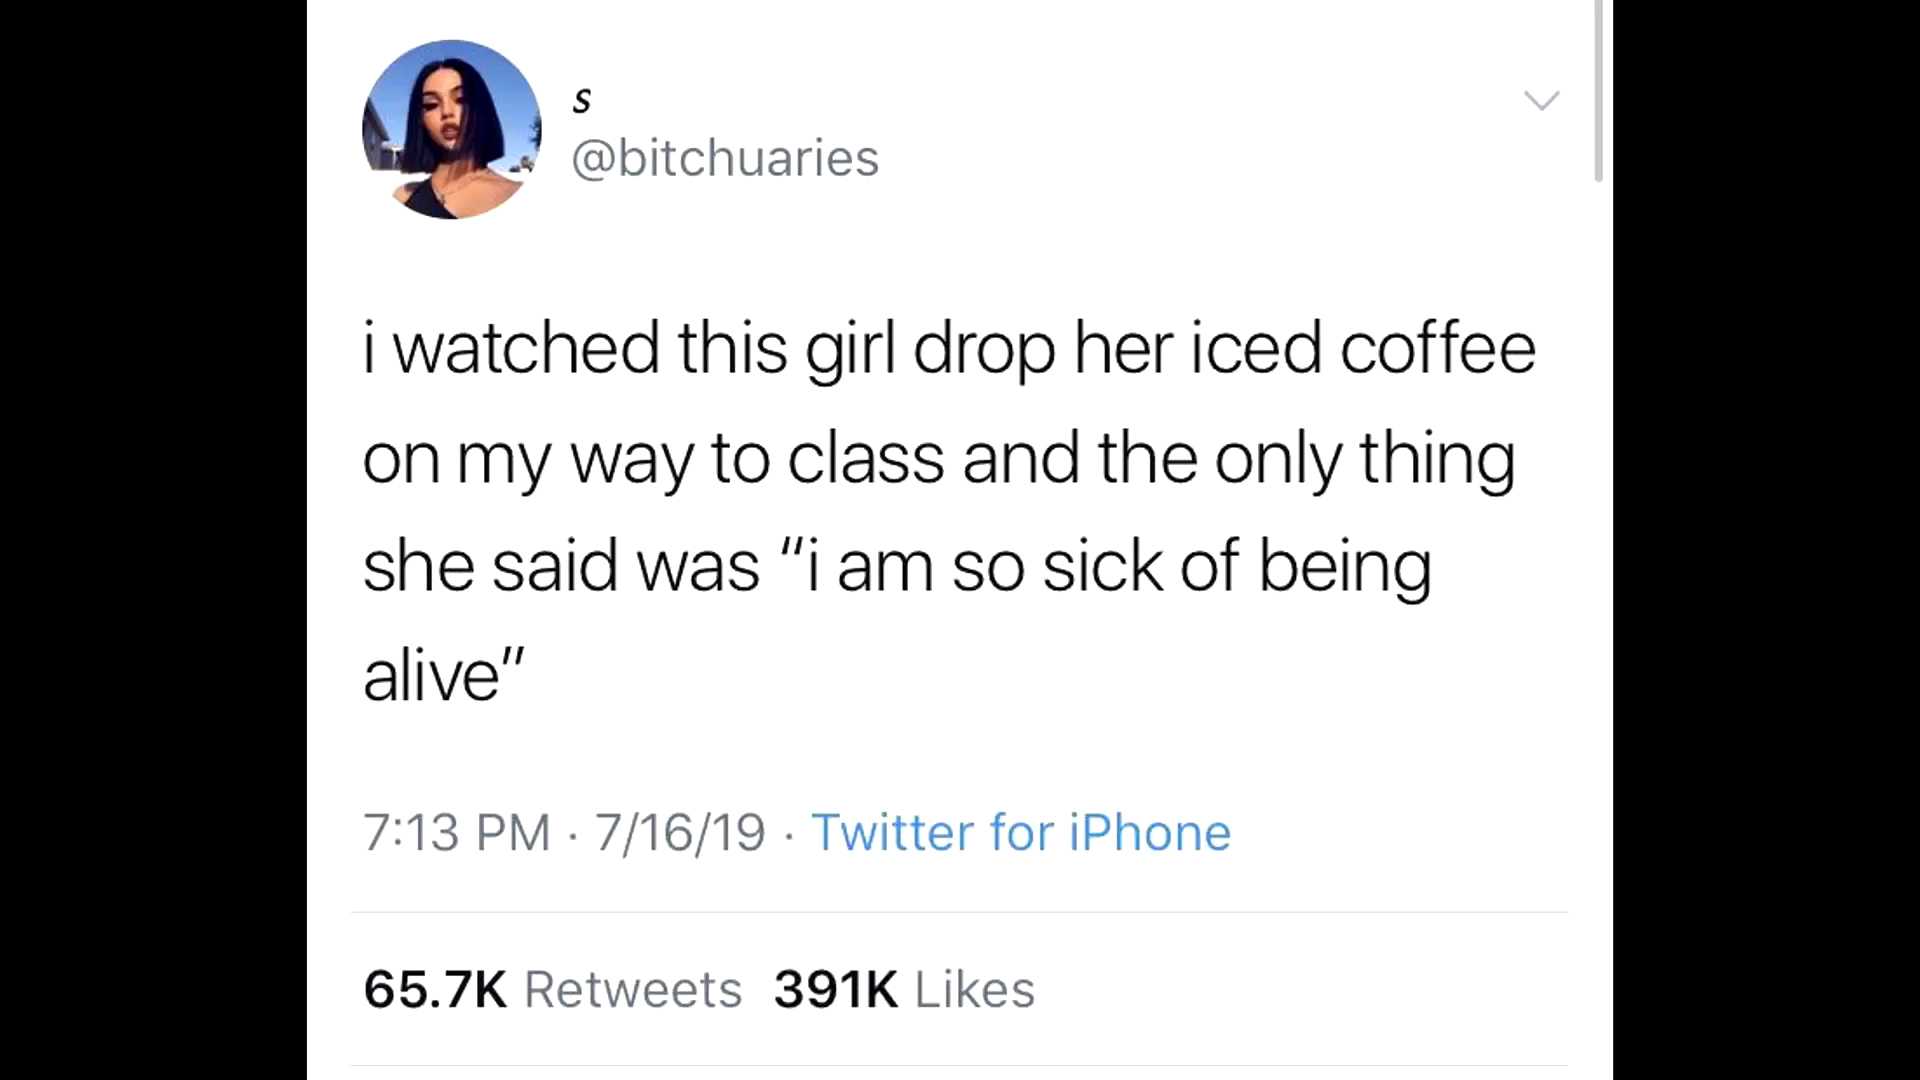 s
@bitchuaries
i watched this girl drop her iced coffee
on my way to class and the only thing
she said was “i am so sick of being
alive”
7:13 PM · 7/16/19 · Twitter for iPhone
65.7K Retweets 391K Likes